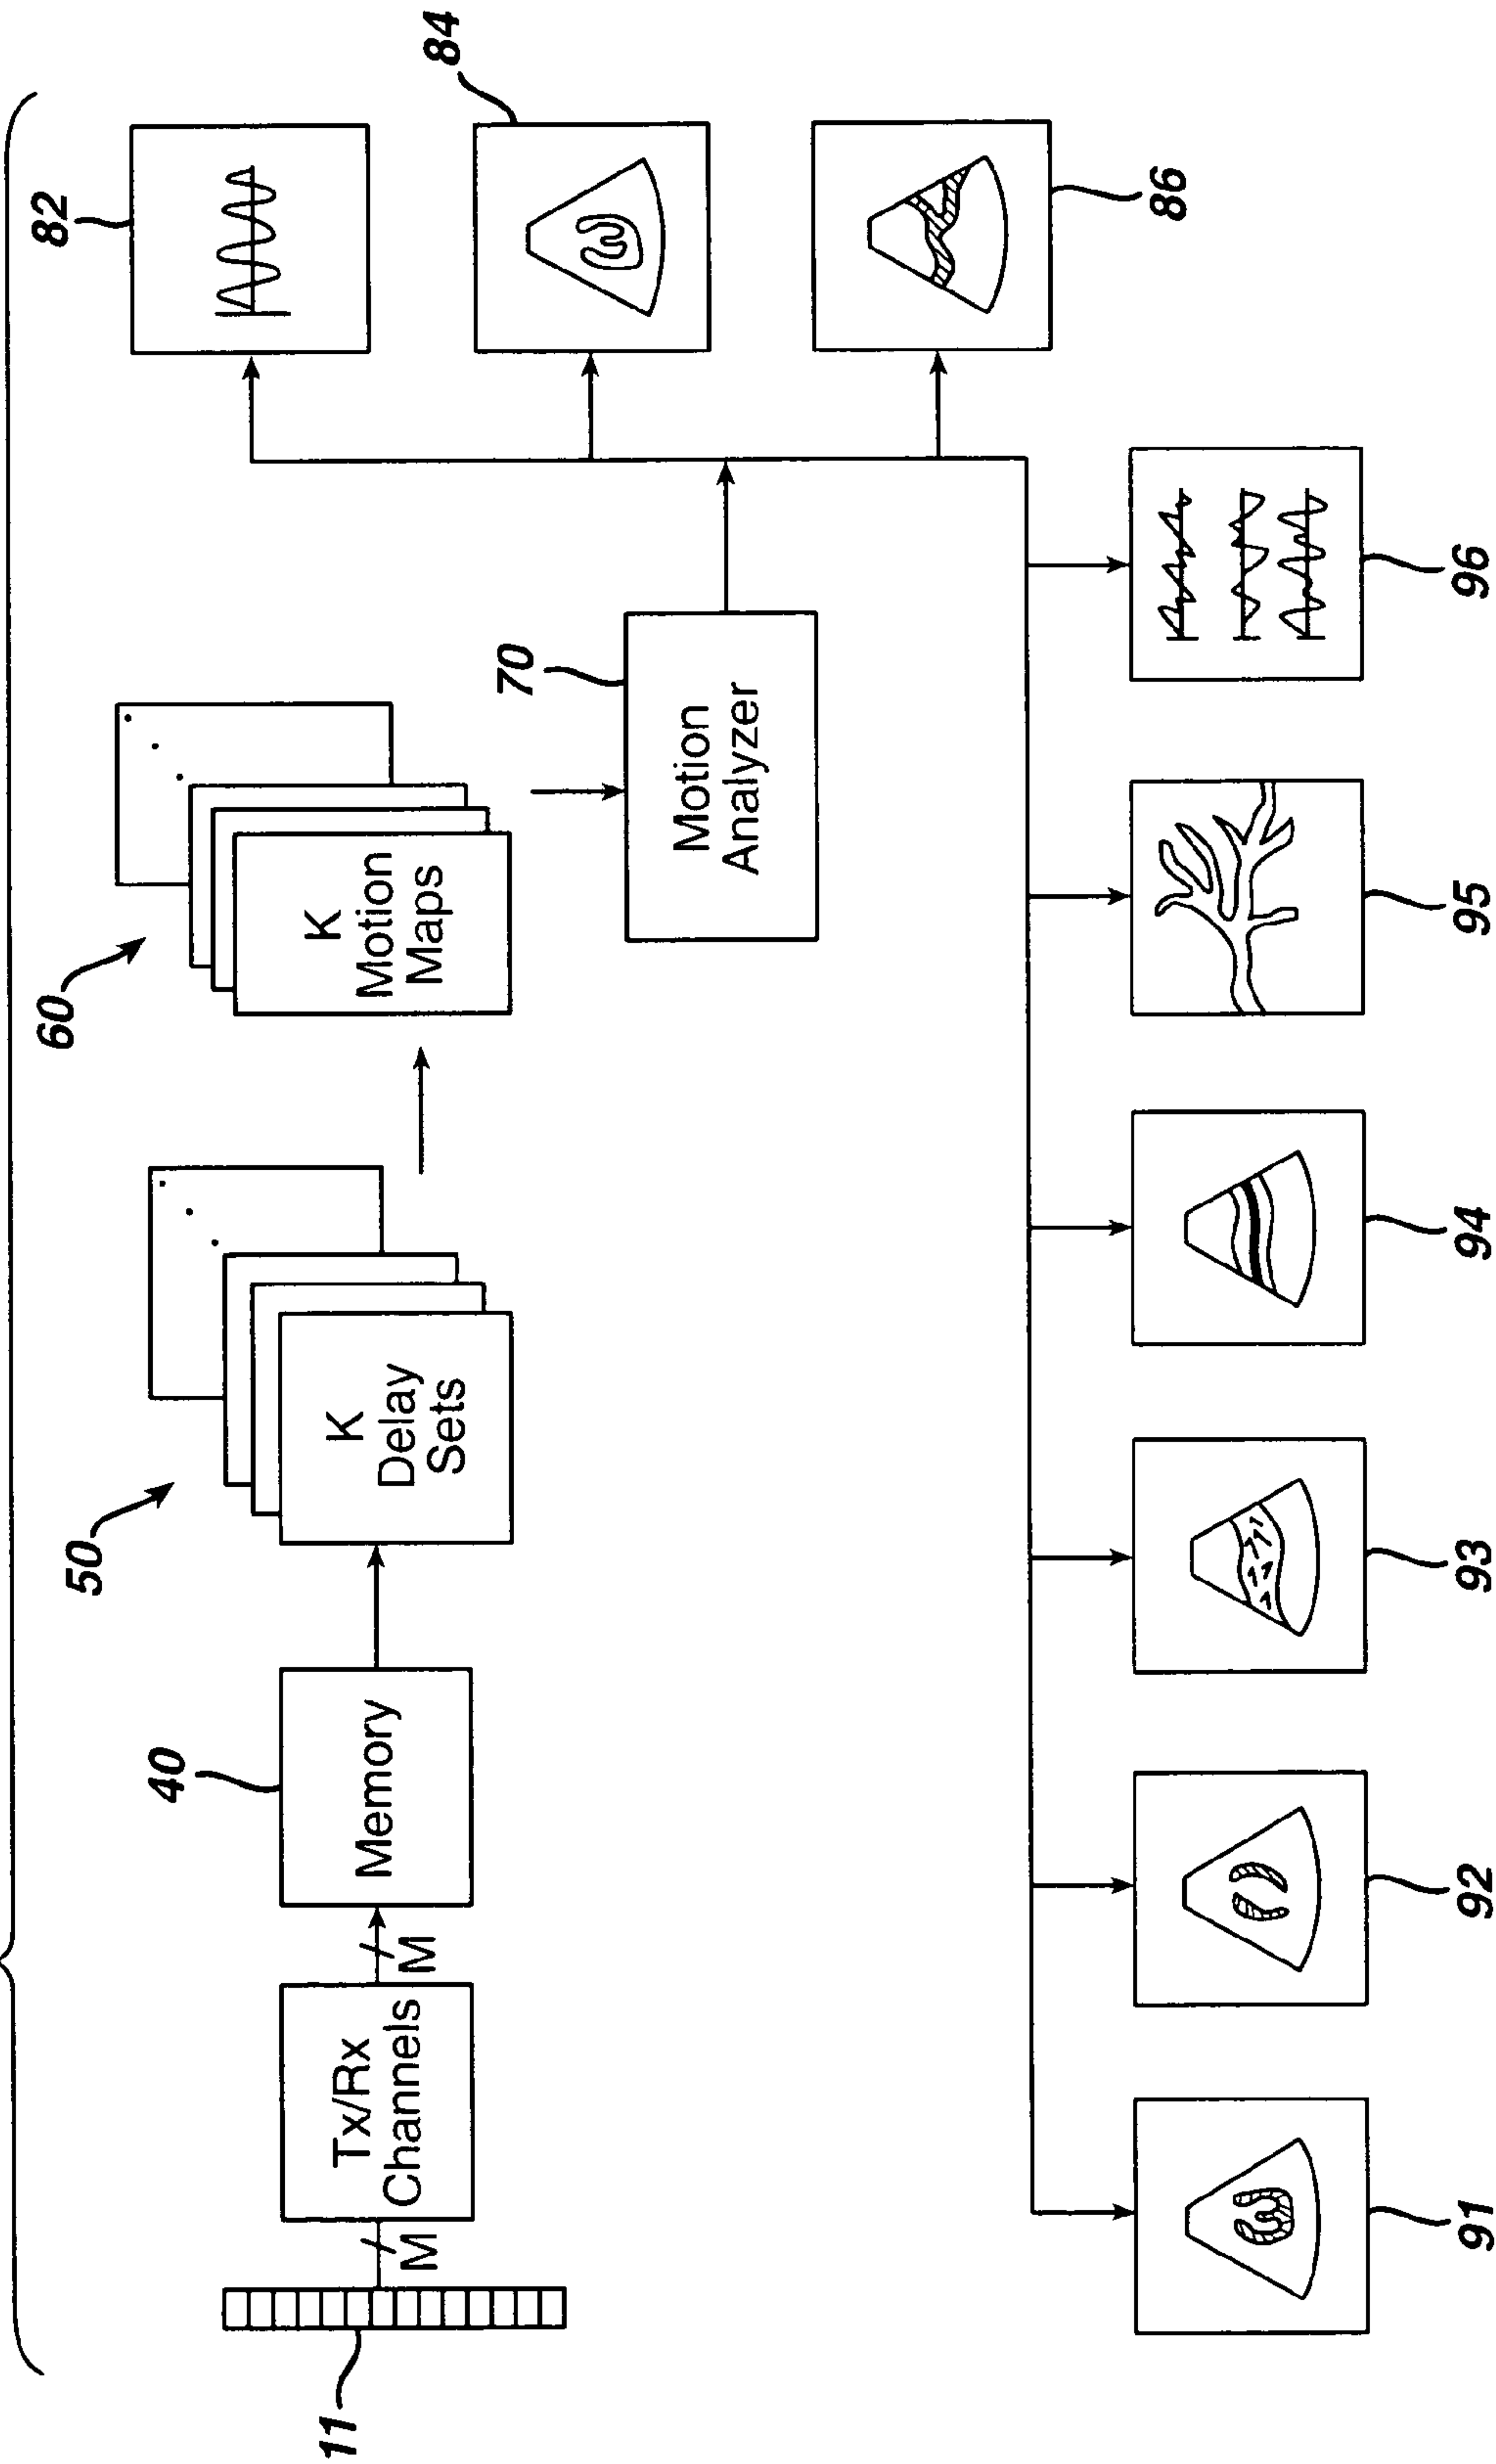 11
M
Tx/Rx
Channels
M
40
Memory
50
K
Delay
Sets
60
K
Motion
Maps
70
Motion
Analyzer
82
84
86
91
92
93
94
95
96